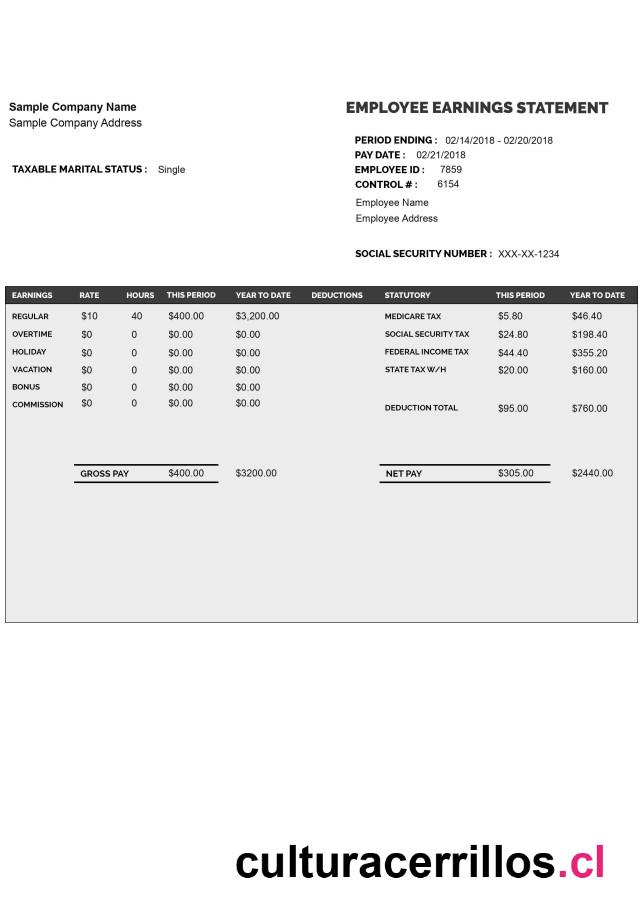 Sample Company Name
Sample Company Address
TAXABLE MARITAL STATUS : Single
EMPLOYEE EARNINGS STATEMENT
PERIOD ENDING : 02/14/2018 - 02/20/2018
PAY DATE : 02/21/2018
EMPLOYEE ID : 7859
CONTROL # : 6154
Employee Name
Employee Address
SOCIAL SECURITY NUMBER : XXX-XX-1234
EARNINGS RATE HOURS THIS PERIOD YEAR TO DATE DEDUCTIONS STATUTORY THIS PERIOD YEAR TO DATE
REGULAR $10 40 $400.00 $3,200.00 MEDICARE TAX $5.80 $46.40
OVERTIME $0 0 $0.00 $0.00 SOCIAL SECURITY TAX $24.80 $198.40
HOLIDAY $0 0 $0.00 $0.00 FEDERAL INCOME TAX $44.40 $355.20
VACATION $0 0 $0.00 $0.00 STATE TAX W/H $20.00 $160.00
BONUS $0 0 $0.00 $0.00
COMMISSION $0 0 $0.00 $0.00 DEDUCTION TOTAL $95.00 $760.00
GROSS PAY $400.00 $3200.00 NET PAY $305.00 $2440.00
culturacerrillos.cl